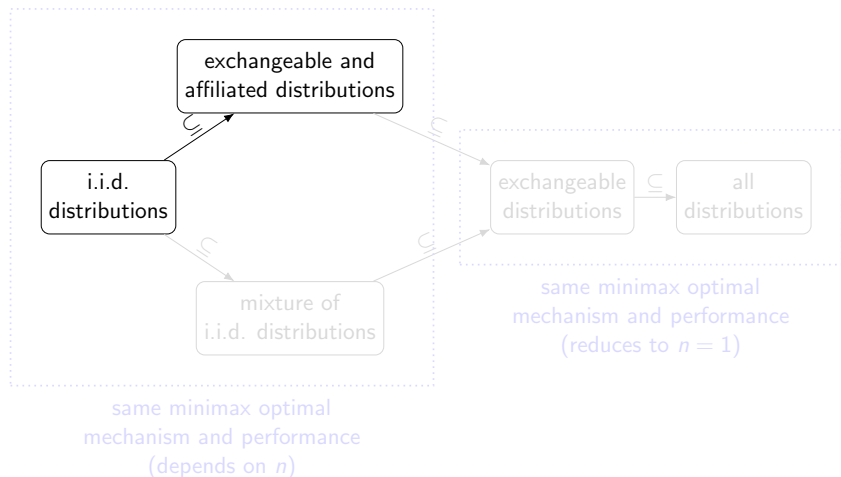 exchangeable and
affiliated distributions
⊆
⊆
i.i.d.
distributions
exchangeable
distributions
⊆
all
distributions
⊆
⊆
mixture of
i.i.d. distributions
same minimax optimal
mechanism and performance
(reduces to n = 1)
same minimax optimal
mechanism and performance
(depends on n)